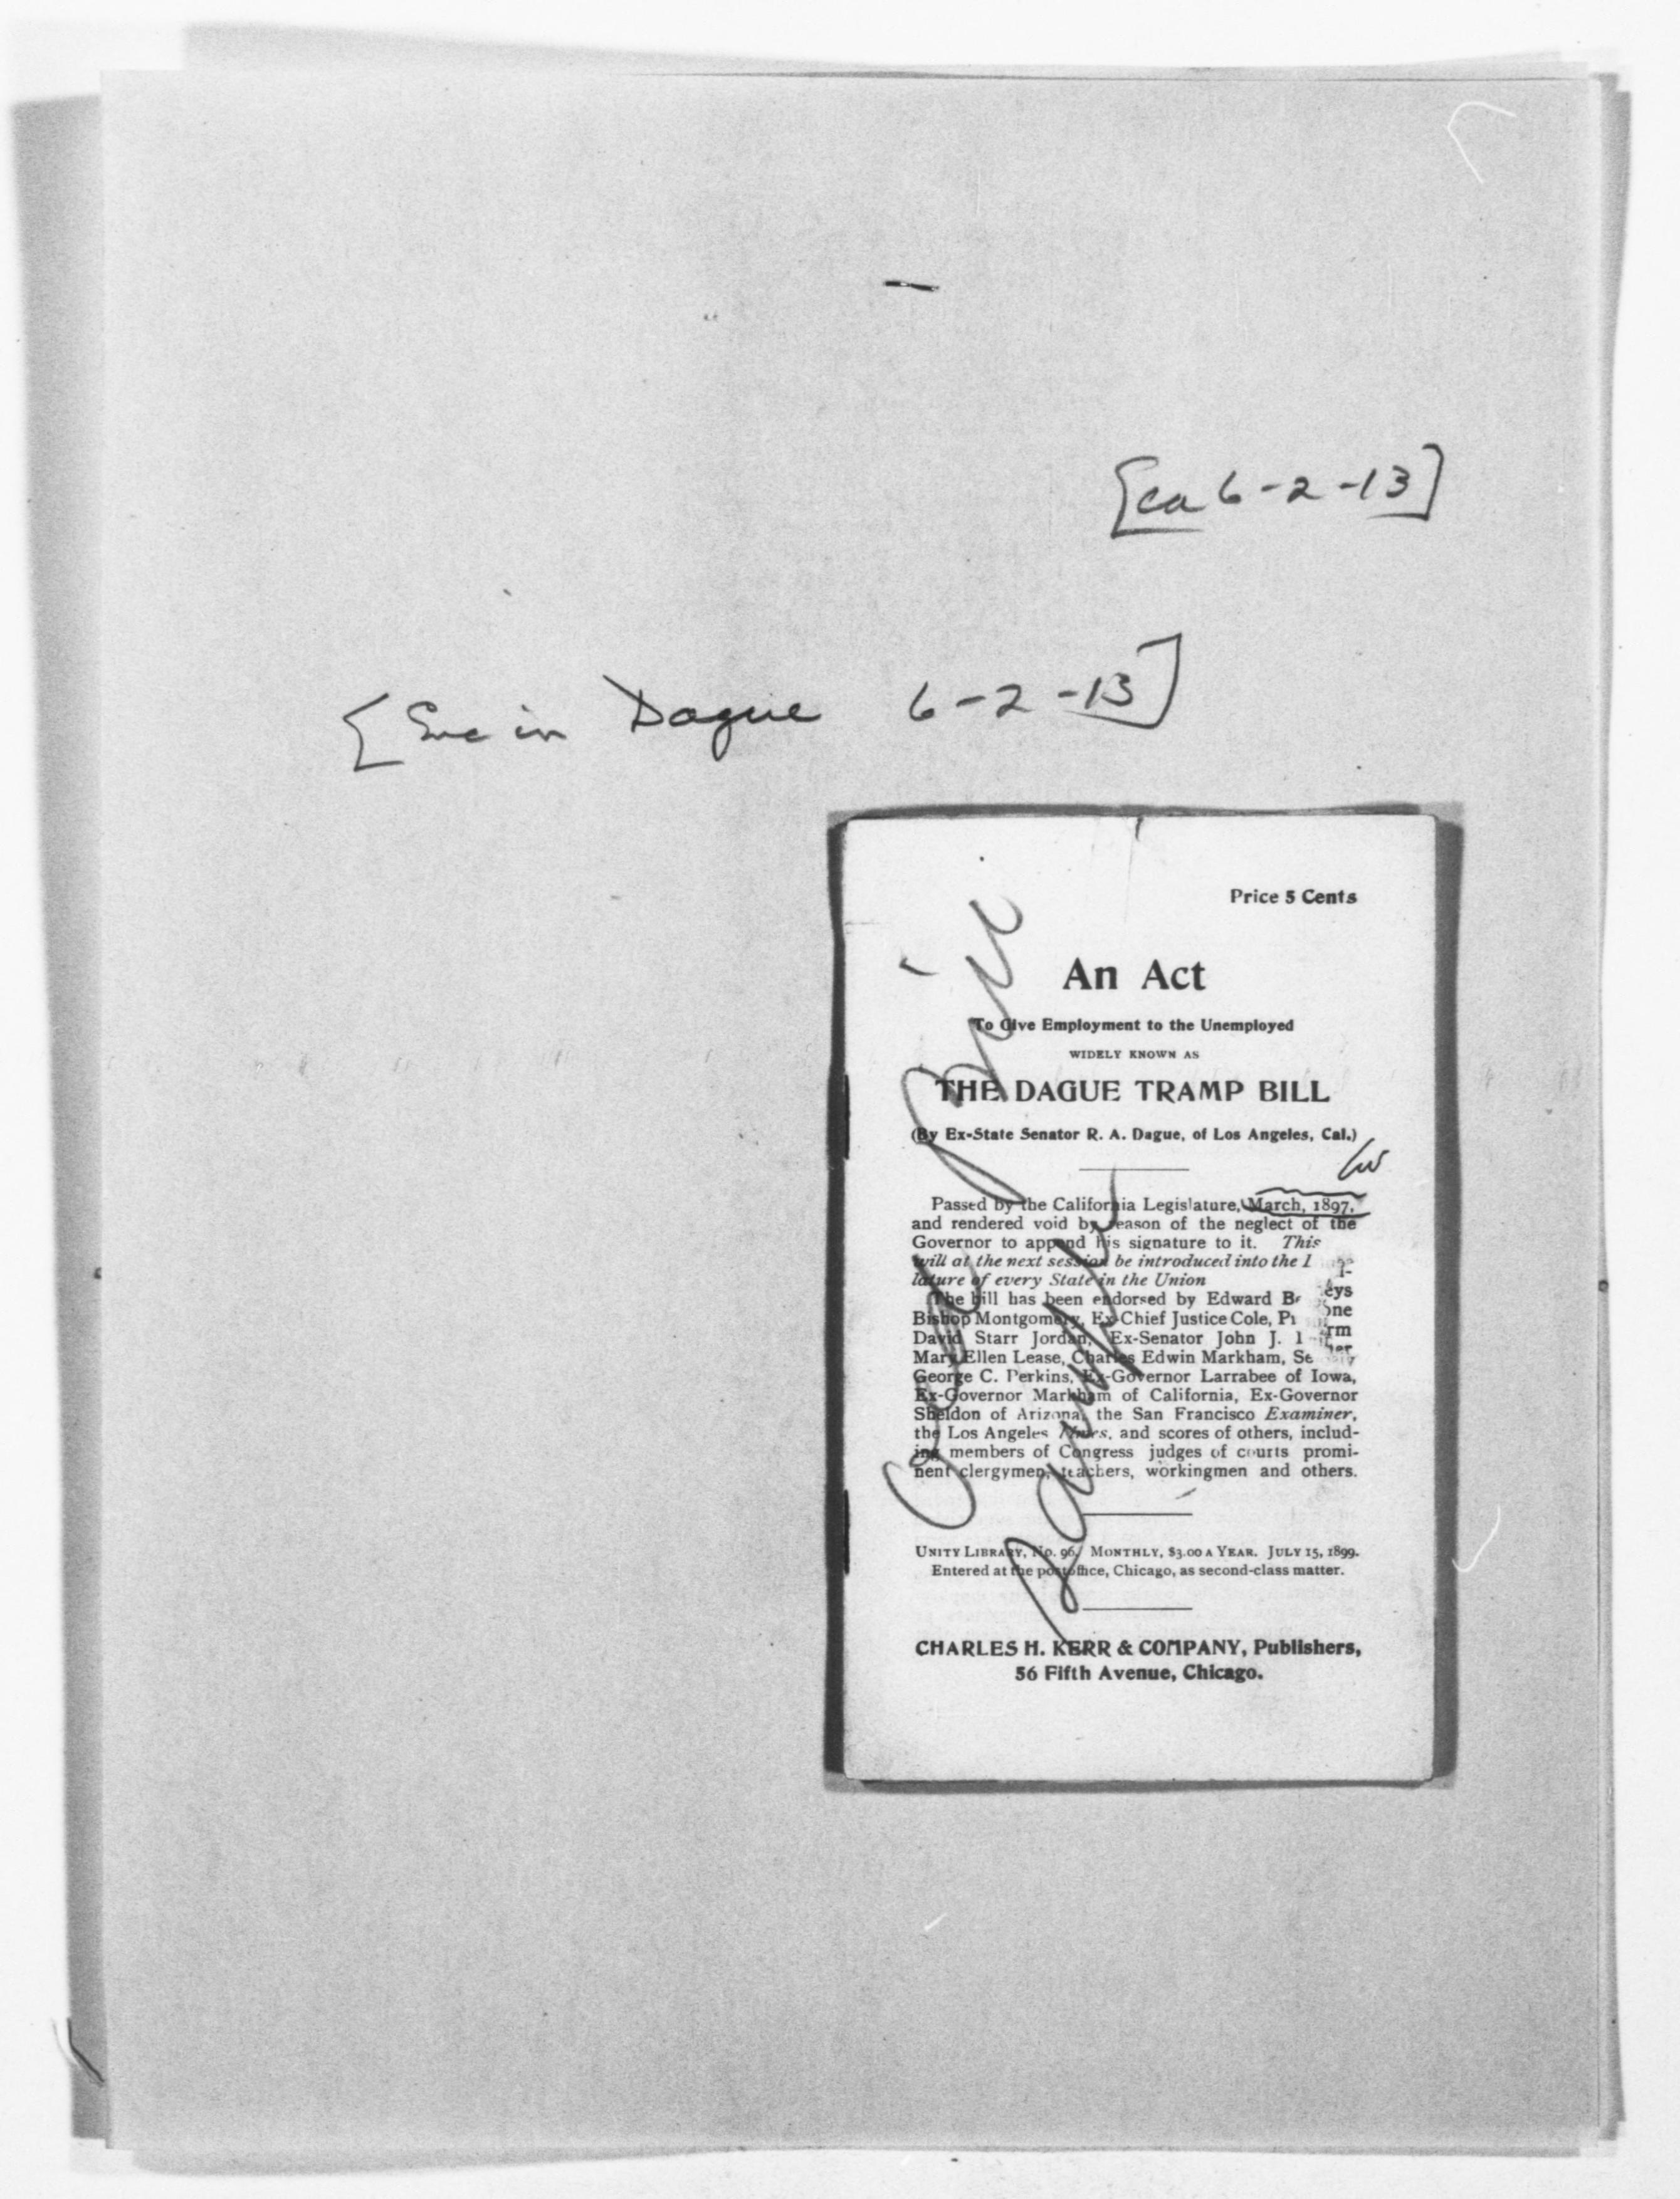 [ca 6-2-13]
[Enc in Dague 6-2-13]
Price 5 Cents
An Act
To Give Employment to the Unemployed
WIDELY KNOWN AS
THE DAGUE TRAMP BILL
(By Ex-State Senator R. A. Dague, of Los Angeles, Cal.)
Passed by the California Legislature, March, 1897,
and rendered void by reason of the neglect of the
Governor to append his signature to it. This
will at the next session be introduced into the
lature of every State in the Union
The bill has been endorsed by Edward
Bishop Montgomery, Ex-Chief Justice Cole,
David Starr Jordan, Ex-Senator John J.
Mary Ellen Lease, Charles Edwin Markham,
George C. Perkins, Ex-Governor Larrabee of Iowa,
Ex-Governor Markham of California, Ex-Governor
Sheldon of Arizona, the San Francisco Examiner,
the Los Angeles Times, and scores of others, includ-
ing members of Congress judges of courts promi-
nent clergymen, teachers, workingmen and others.
UNITY LIBRARY, No. 96. MONTHLY, $3.00 A YEAR. JULY 15, 1899.
Entered at the postoffice, Chicago, as second-class matter.
CHARLES H. KERR & COMPANY, Publishers,
56 Fifth Avenue, Chicago.